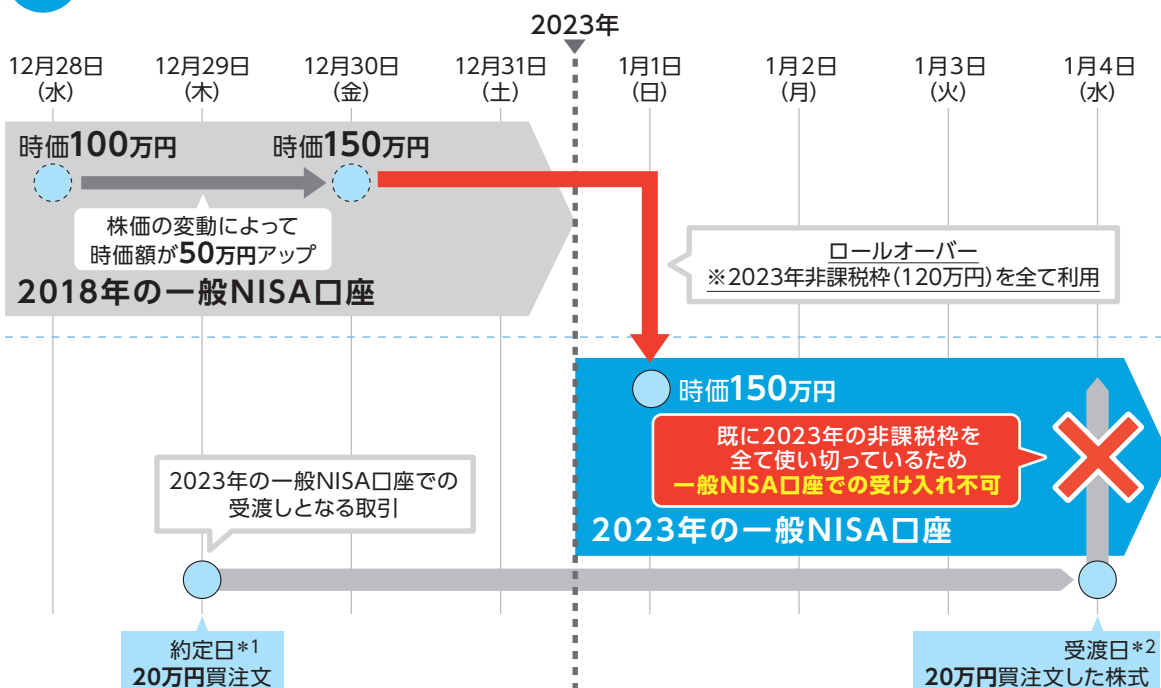 2023年
12月28日
(水)
12月29日
(木)
12月30日
(金)
12月31日
(土)
1月1日
(日)
1月2日
(月)
1月3日
(火)
1月4日
(水)
時価100万円
時価150万円
株価の変動によって
時価額が50万円アップ
2018年の一般NISA口座
ロールオーバー
※2023年非課税枠(120万円)を全て利用
時価150万円
既に2023年の非課税枠を
全て使い切っているため
一般NISA口座での受け入れ不可
2023年の一般NISA口座での
受渡しとなる取引
2023年の一般NISA口座
約定日*1
20万円買注文
受渡日*2
20万円買注文した株式